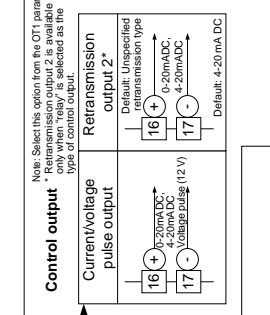 Note: Select this option from the OT1 para
Control output
* Retransmission output 2 is available
only when "relay" is selected as the
type of control output.
Current/voltage
pulse output
16 +
0-20mADC,
4-20mADC
Voltage pulse (12 V)
17 -
Retransmission
output 2*
Default: Unspecified
retransmission type
16 +
0-20mADC,
4-20mADC
17 -
Default: 4-20 mA DC